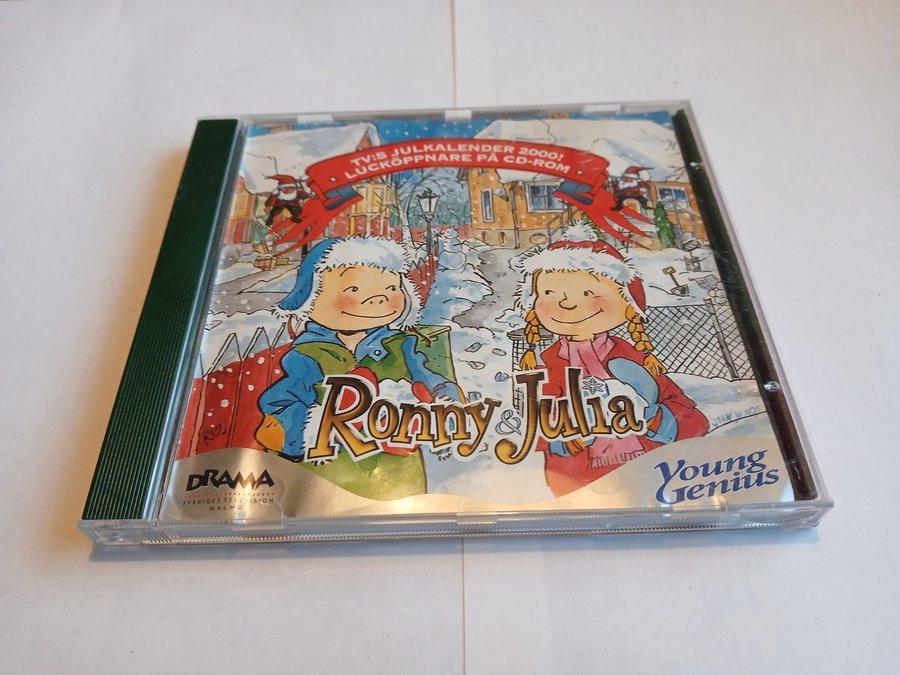 TV:S JULKALENDER 2000!
LUCKÖPPNARE PÅ CD-ROM
Ronny & Julia
DRAMA
SVERIGES TELEVISION
MALMÖ
Young
Genius